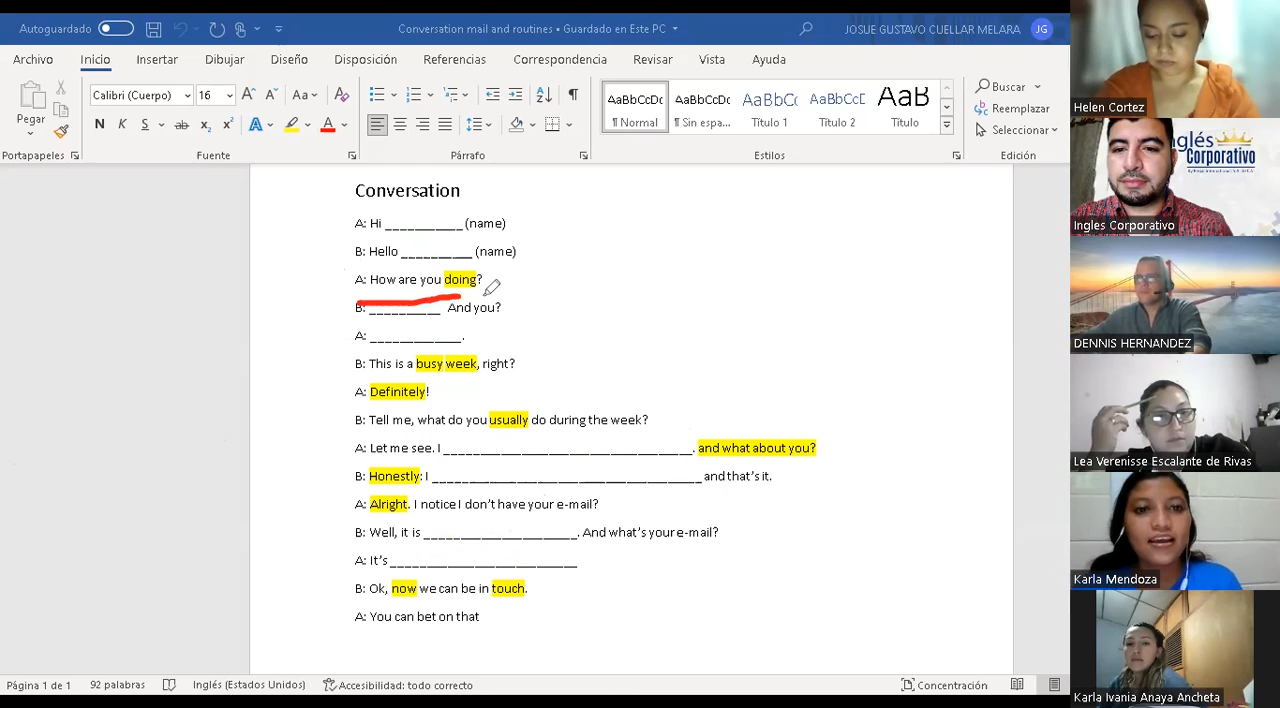 Autoguardado
Conversation mail and routines • Guardado en Este PC
JOSUE GUSTAVO CUELLAR MELARA
JG
Archivo Inicio Insertar Dibujar Diseño Disposición Referencias Correspondencia Revisar Vista Ayuda
Pegar
Portapapeles
Calibri (Cuerpo) 16
Fuente
Párrafo
AaBbCcDc
¶ Normal
AaBbCcDc
¶ Sin espa...
AaBbCc
Título 1
AaBbCcD
Título 2
AaB
Título
Estilos
Buscar
Reemplazar
Seleccionar
Edición
Conversation
A: Hi ___________ (name)
B: Hello __________ (name)
A: How are you doing?
B: __________ And you?
A: _____________.
B: This is a busy week, right?
A: Definitely!
B: Tell me, what do you usually do during the week?
A: Let me see. I ___________________________________. and what about you?
B: Honestly: I ______________________________________ and that's it.
A: Alright. I notice I don't have your e-mail?
B: Well, it is ______________________. And what's your e-mail?
A: It's __________________________
B: Ok, now we can be in touch.
A: You can bet on that
Página 1 de 1 92 palabras Inglés (Estados Unidos) Accesibilidad: todo correcto Concentración
Helen Cortez
Inglés
Corporativo
Ingles Corporativo
DENNIS HERNANDEZ
Lea Verenisse Escalante de Rivas
Karla Mendoza
Karla Ivania Anaya Ancheta